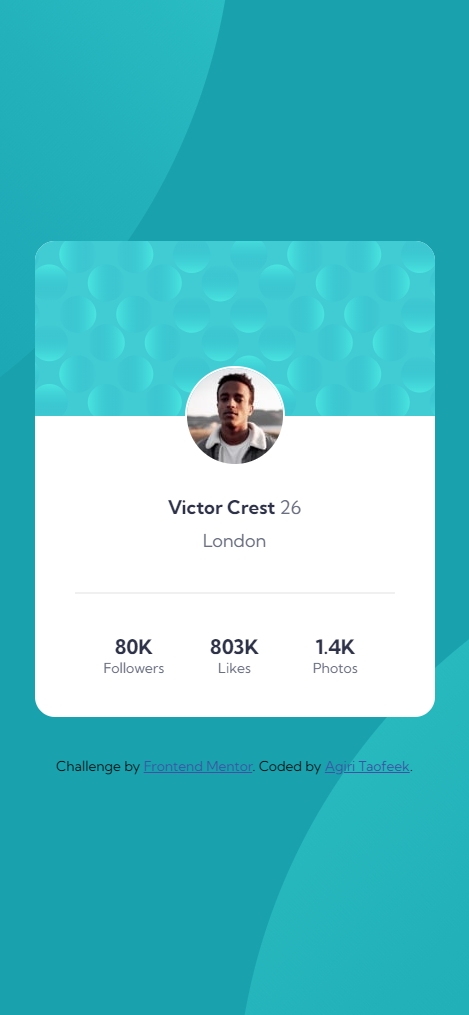 Victor Crest 26
London
80K 803K 1.4K
Followers Likes Photos
Challenge by Frontend Mentor. Coded by Agiri Taofeek.